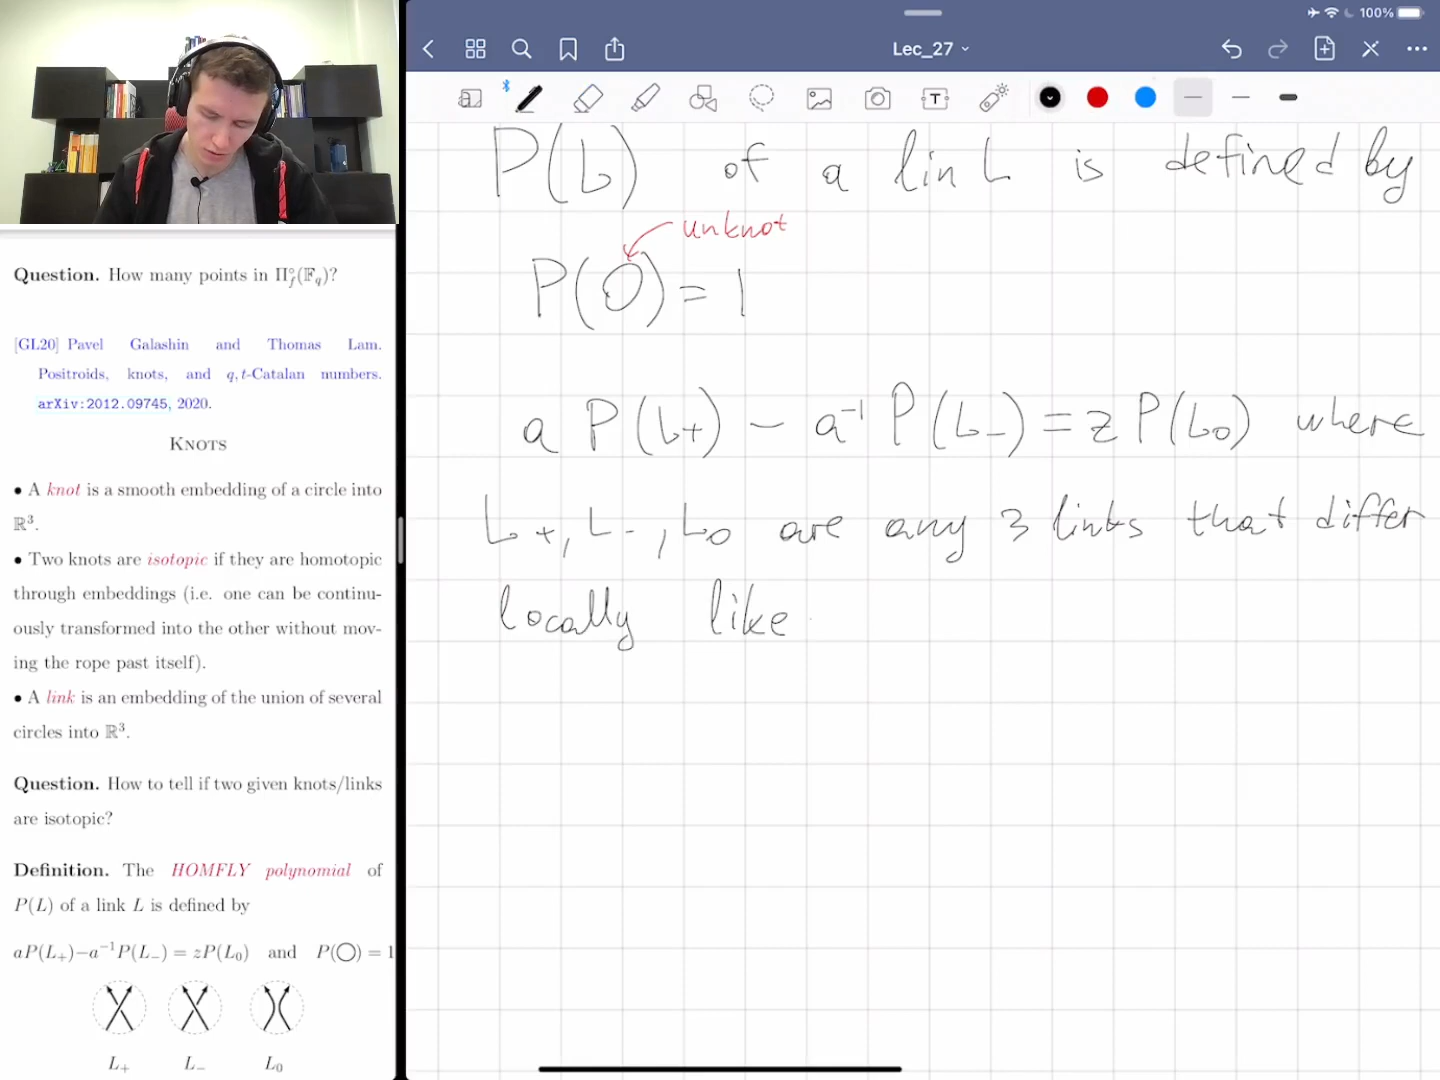 100%
Lec_27
T
P(L) of a link L is defined by
unknot
P(O) = 1
a P(L+) - a⁻¹ P(L-) = z P(L0) where
L+, L-, L0 are any 3 links that differ
locally like
Question. How many points in Π°_f(𝔽_q)?
[GL20] Pavel Galashin and Thomas Lam.
Positroids, knots, and q,t-Catalan numbers.
arXiv:2012.09745, 2020.
KNOTS
• A knot is a smooth embedding of a circle into
ℝ³.
• Two knots are isotopic if they are homotopic
through embeddings (i.e. one can be continu-
ously transformed into the other without mov-
ing the rope past itself).
• A link is an embedding of the union of several
circles into ℝ³.
Question. How to tell if two given knots/links
are isotopic?
Definition. The HOMFLY polynomial of
P(L) of a link L is defined by
aP(L₊)−a⁻¹P(L₋) = zP(L₀) and P(◯) = 1
L₊ L₋ L₀